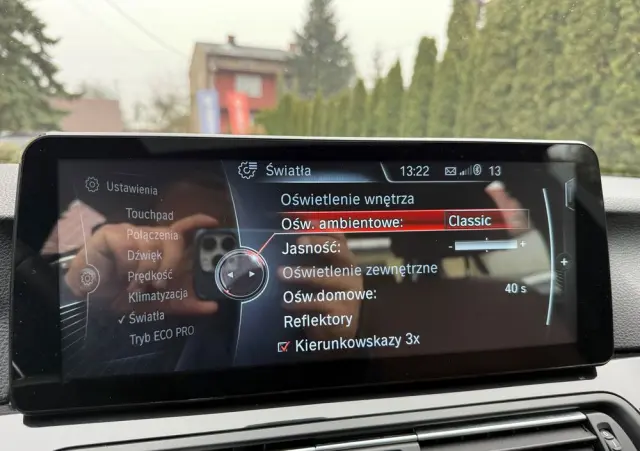 Światła 13:22 13
Ustawienia
Touchpad
Połączenia
Dźwięk
Prędkość
Klimatyzacja
Światła
Tryb ECO PRO
Oświetlenie wnętrza
Ośw. ambientowe: Classic
Jasność: - +
Oświetlenie zewnętrzne
Ośw.domowe: 40 s
Reflektory
Kierunkowskazy 3x
+